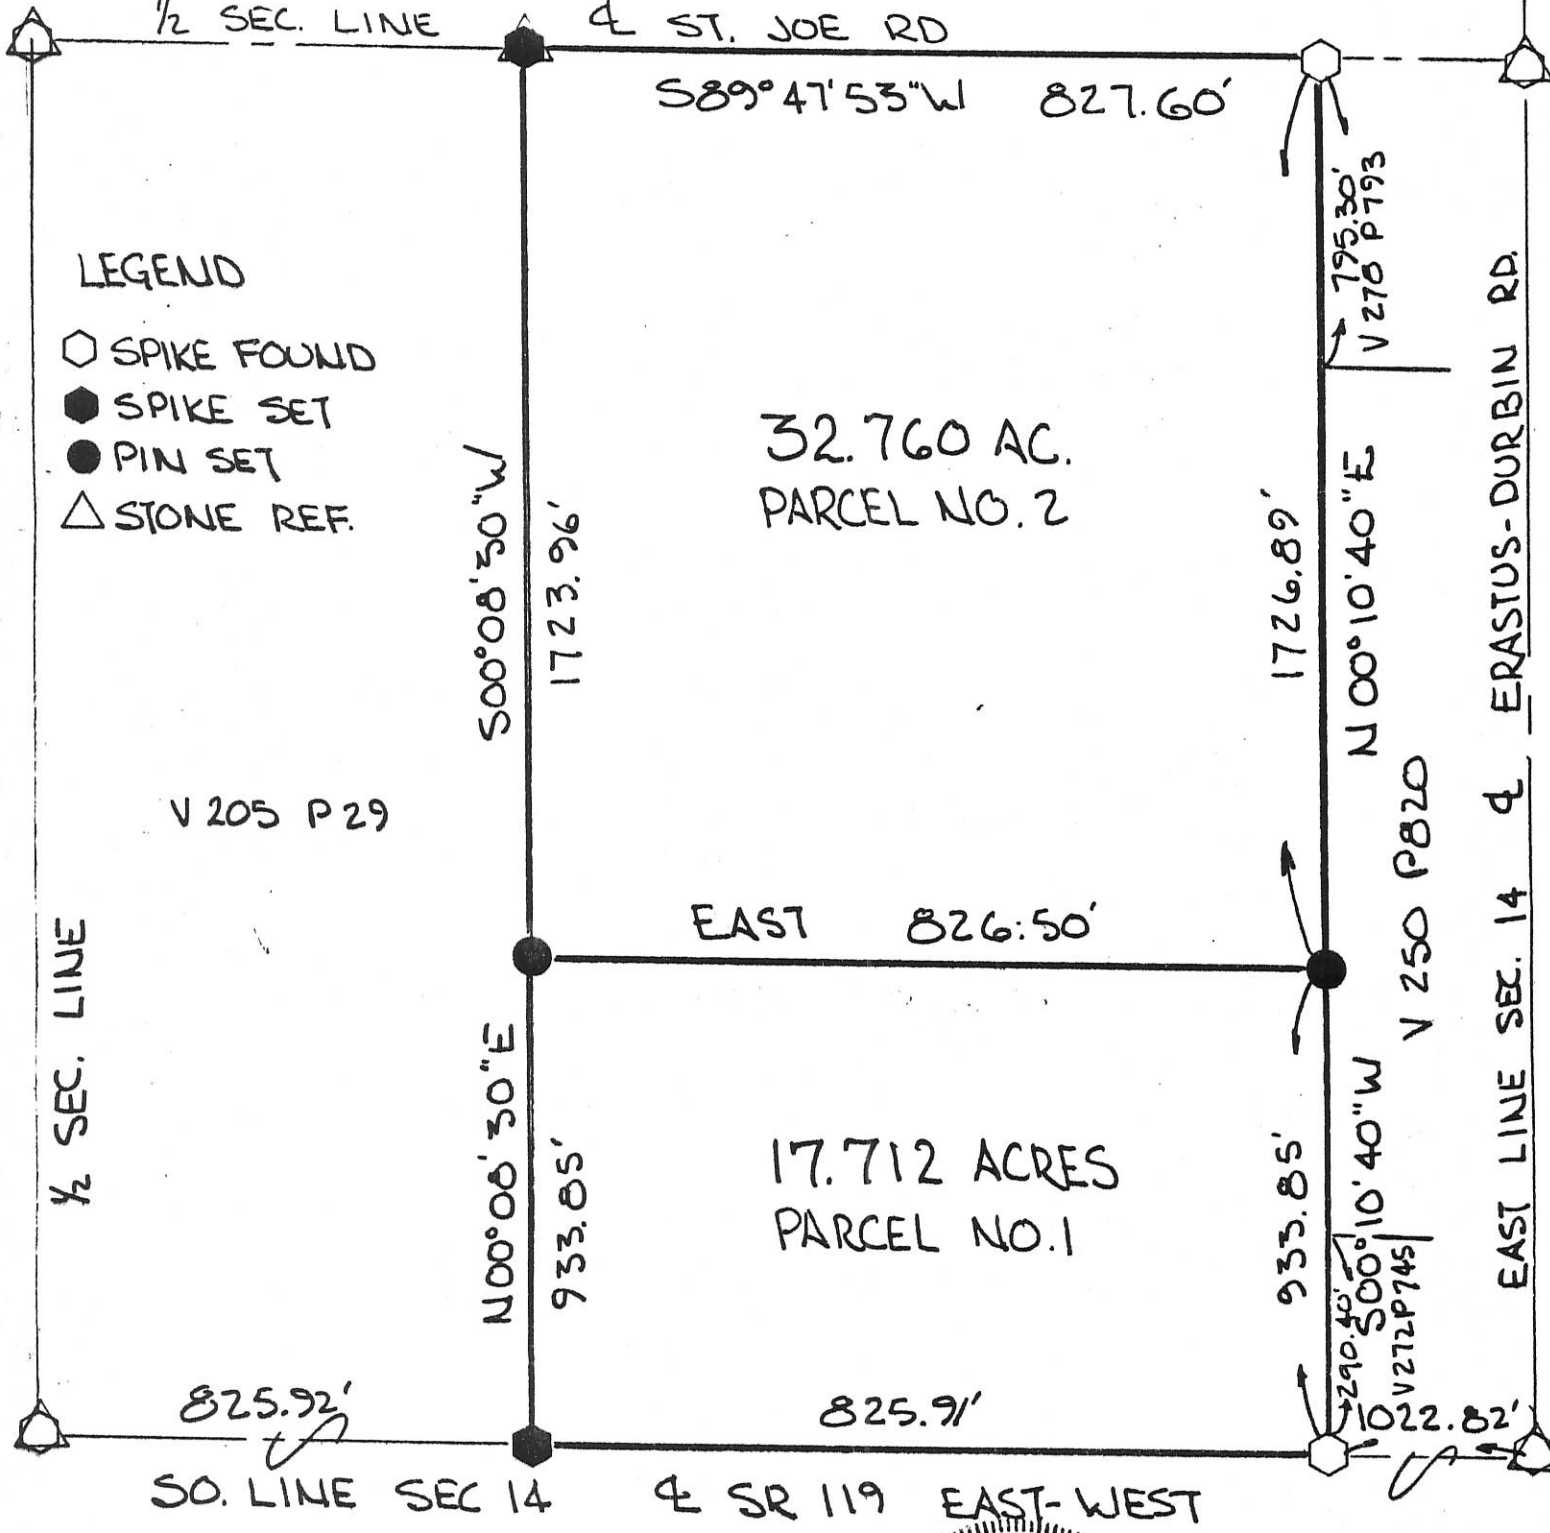 ½ SEC. LINE
℄ ST. JOE RD
S89°47'53"W 827.60'
795.30'
V 278 P793
LEGEND
SPIKE FOUND
SPIKE SET
PIN SET
STONE REF.
32.760 AC.
PARCEL NO. 2
S00°08'30"W
1723.96'
1726.89'
N00°10'40"E
ERASTUS-DURBIN RD.
℄
EAST LINE SEC. 14
V 205 P 29
V 250 P820
EAST 826.50'
½ SEC. LINE
N00°08'30"E
933.85'
17.712 ACRES
PARCEL NO. 1
933.85'
S00°10'40"W
290.40'
V272P745
825.92'
825.91'
1022.82'
SO. LINE SEC 14 ℄ SR 119 EAST-WEST